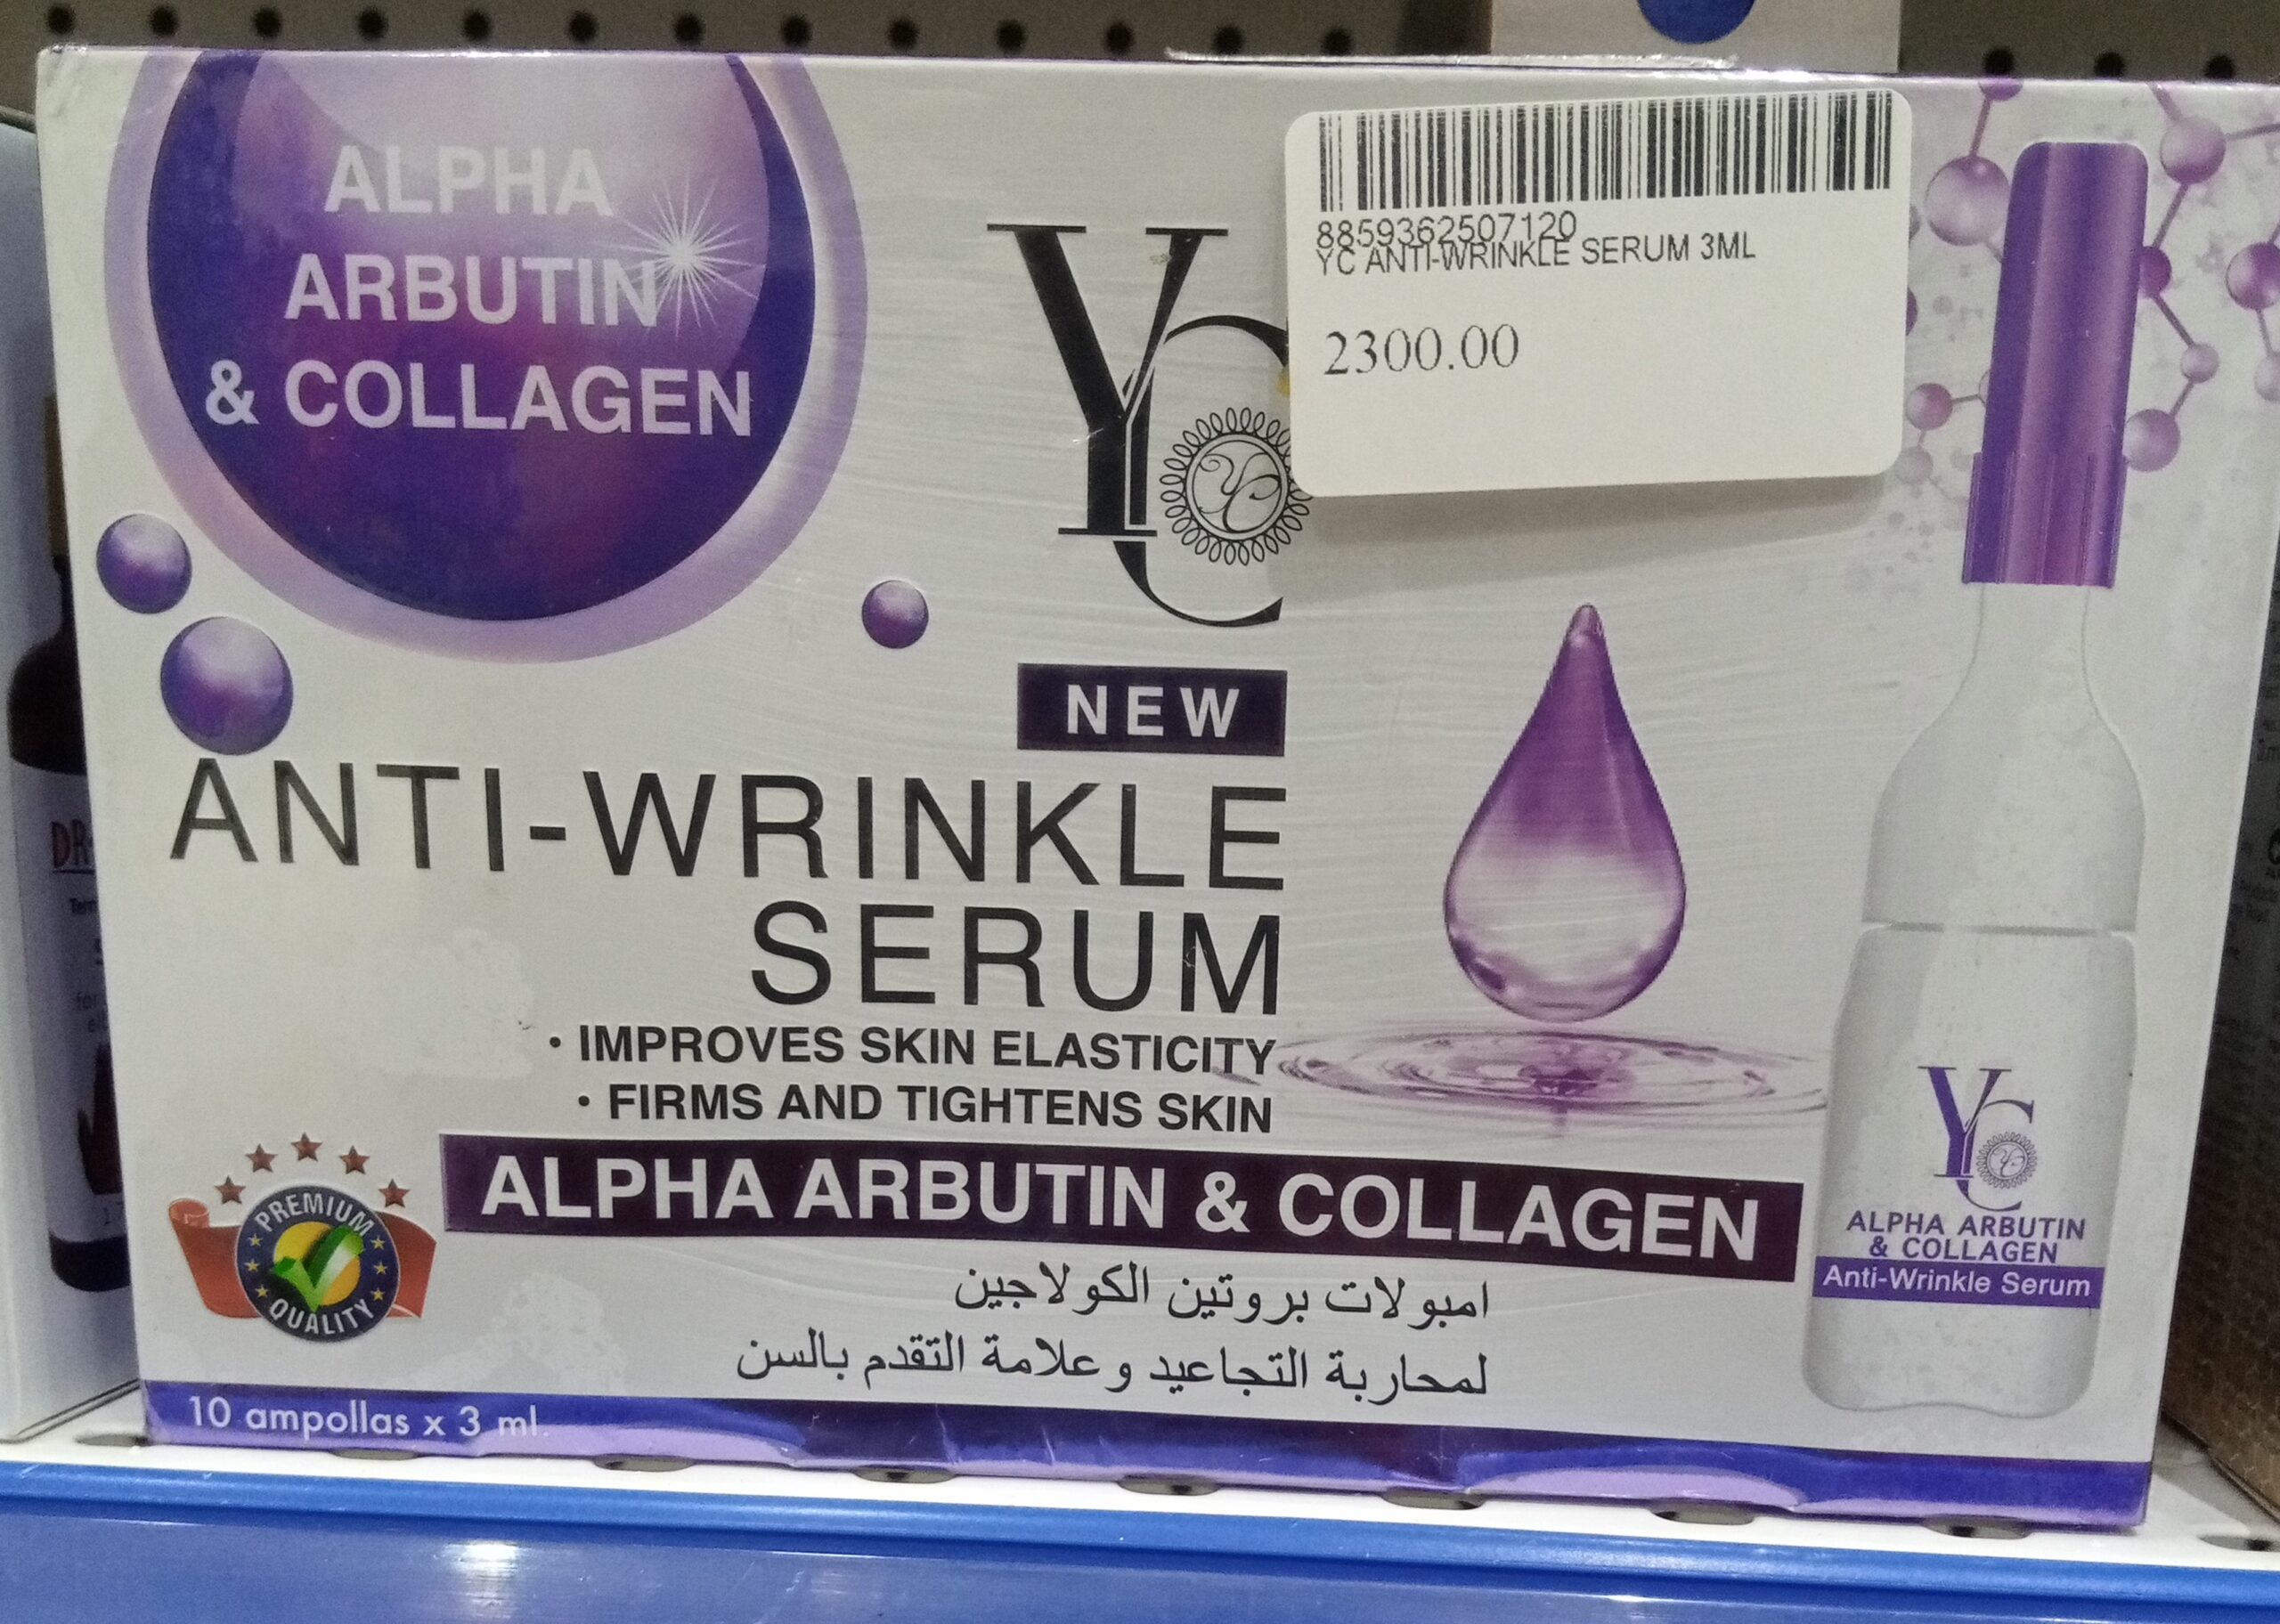 ALPHA
ARBUTIN
& COLLAGEN
YC
YC
8859362507120
YC ANTI-WRINKLE SERUM 3ML
2300.00
NEW
ANTI-WRINKLE
SERUM
• IMPROVES SKIN ELASTICITY
• FIRMS AND TIGHTENS SKIN
ALPHA ARBUTIN & COLLAGEN
امبولات بروتين الكولاجين
لمحاربة التجاعيد وعلامة التقدم بالسن
PREMIUM
QUALITY
10 ampollas x 3 ml.
YC
YC
ALPHA ARBUTIN
& COLLAGEN
Anti-Wrinkle Serum